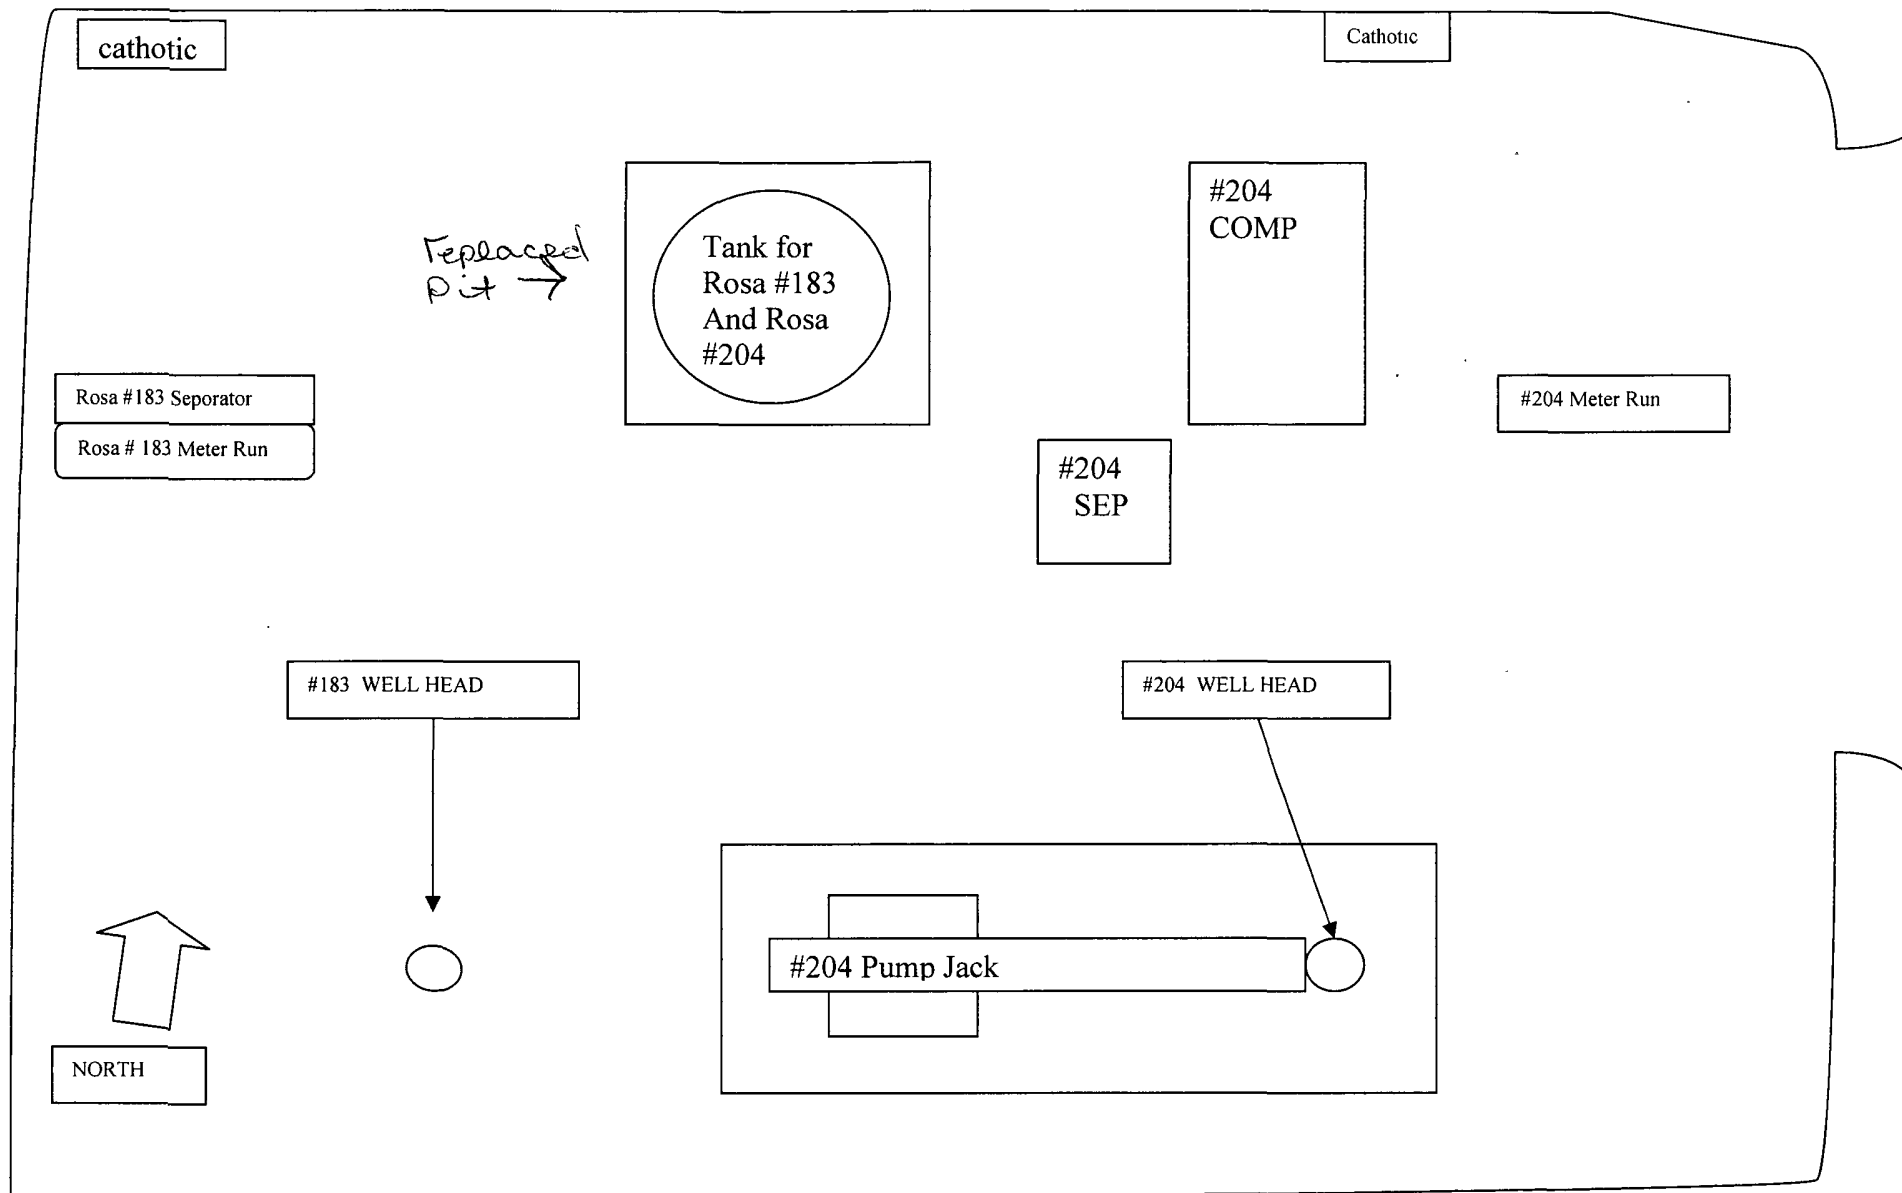 cathotic
Cathotic
replaced
pit
Tank for
Rosa #183
And Rosa
#204
#204
COMP
Rosa #183 Seporator
Rosa # 183 Meter Run
#204 Meter Run
#204
SEP
#183 WELL HEAD
#204 WELL HEAD
#204 Pump Jack
NORTH